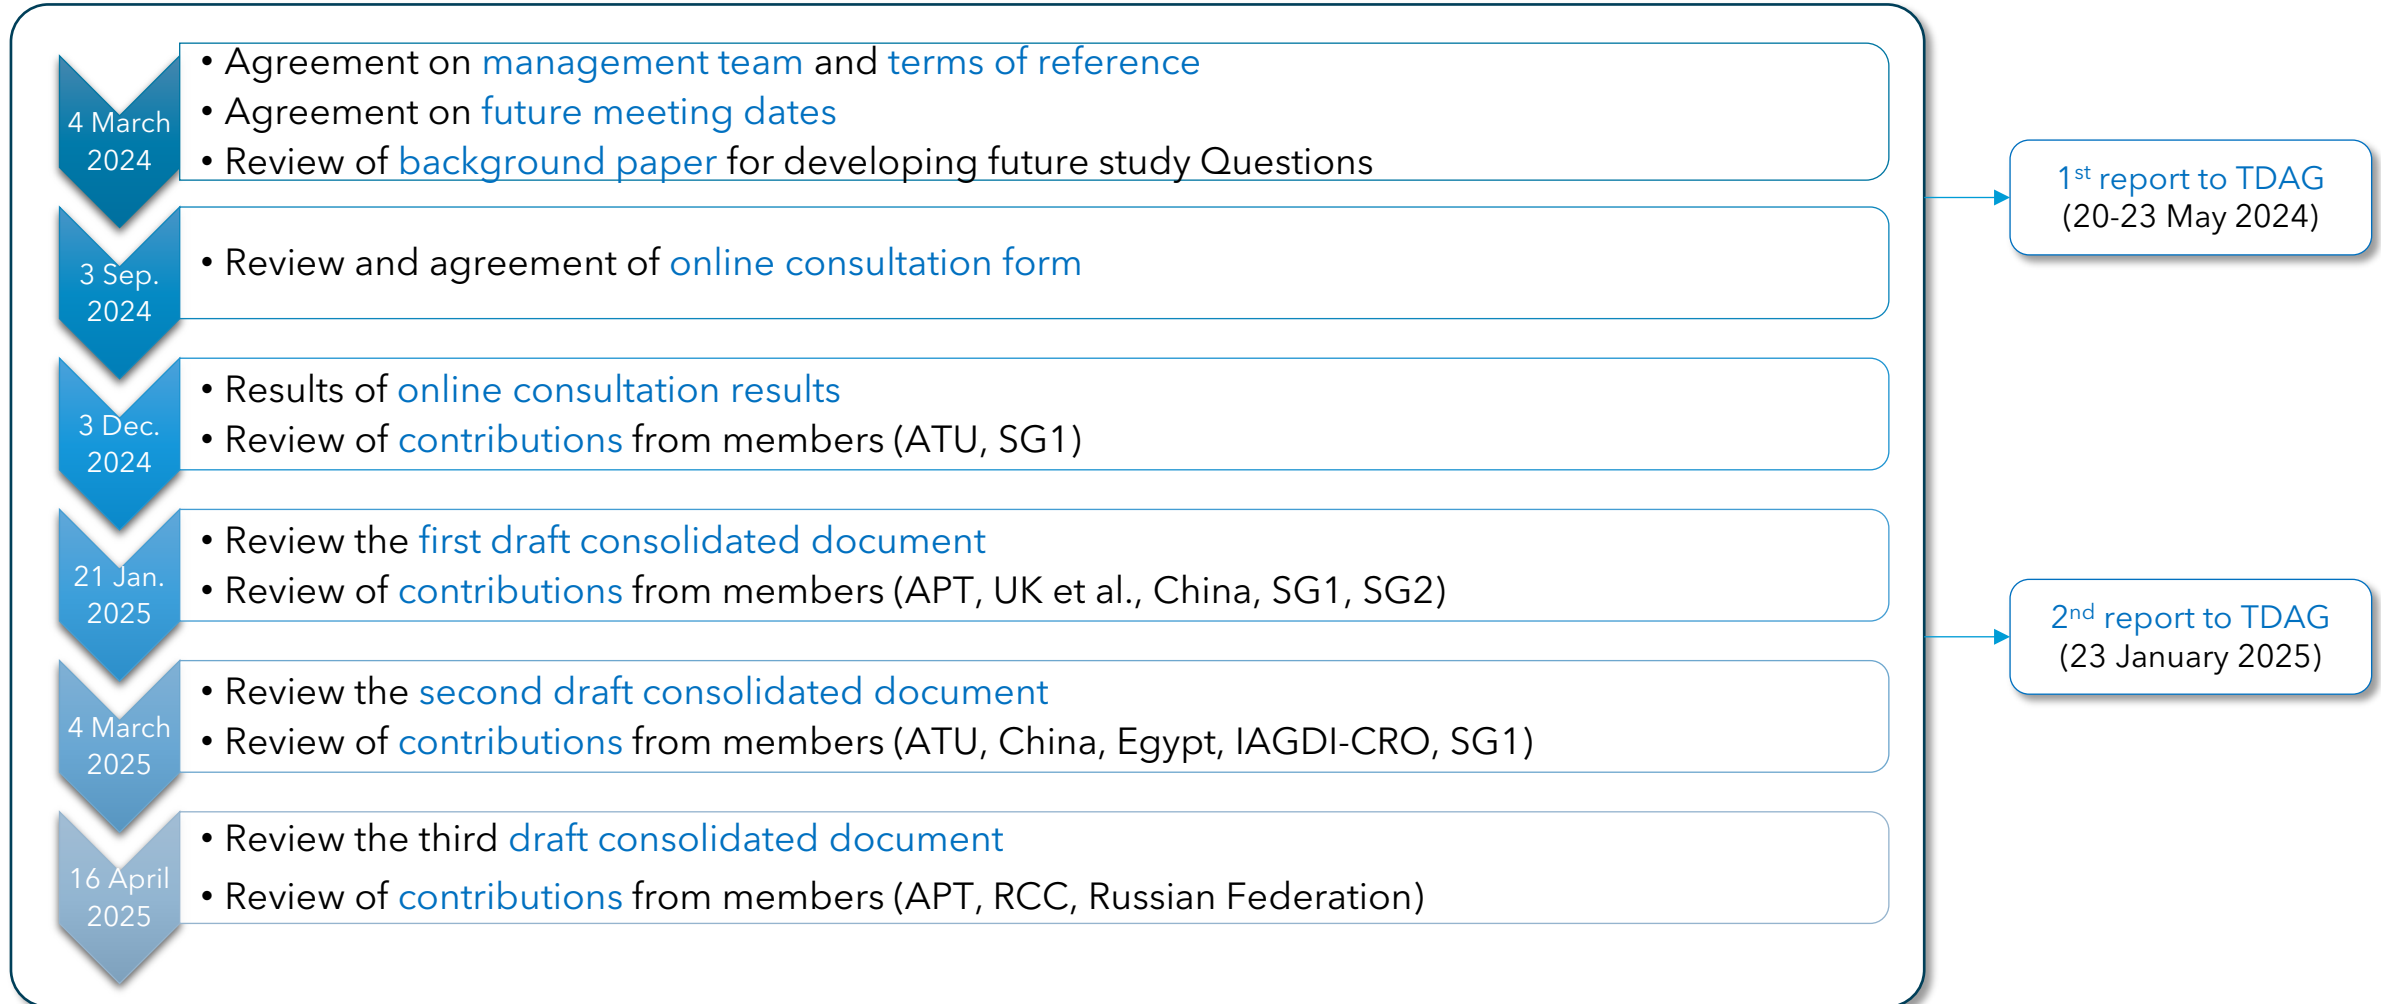 4 March
2024
• Agreement on management team and terms of reference
• Agreement on future meeting dates
• Review of background paper for developing future study Questions
3 Sep.
2024
• Review and agreement of online consultation form
3 Dec.
2024
• Results of online consultation results
• Review of contributions from members (ATU, SG1)
21 Jan.
2025
• Review the first draft consolidated document
• Review of contributions from members (APT, UK et al., China, SG1, SG2)
4 March
2025
• Review the second draft consolidated document
• Review of contributions from members (ATU, China, Egypt, IAGDI-CRO, SG1)
16 April
2025
• Review the third draft consolidated document
• Review of contributions from members (APT, RCC, Russian Federation)
1st report to TDAG
(20-23 May 2024)
2nd report to TDAG
(23 January 2025)